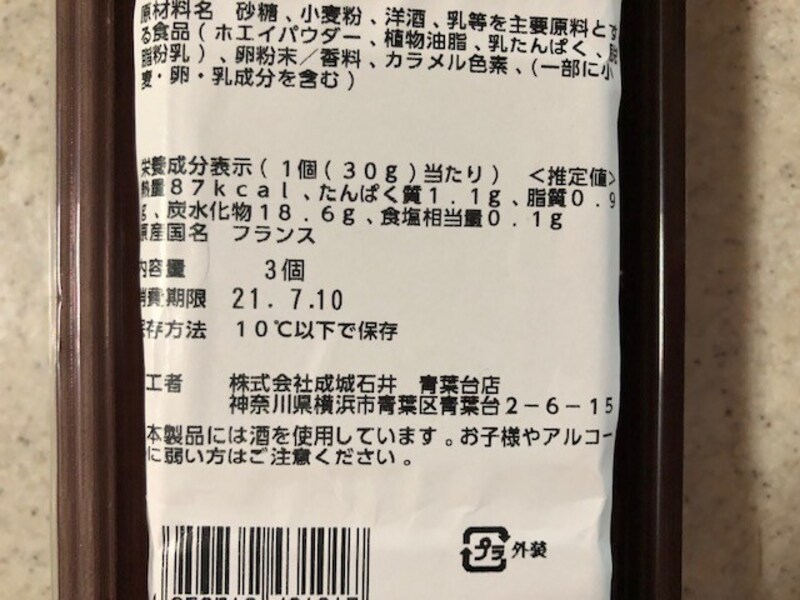 原材料名 砂糖、小麦粉、洋酒、乳等を主要原料とす
る食品(ホエイパウダー、植物油脂、乳たんぱく、脱
脂粉乳)、卵粉末/香料、カラメル色素、(一部に小
麦・卵・乳成分を含む)
栄養成分表示(1個(30g)当たり) <推定値>
熱量87kcal、たんぱく質1.1g、脂質0.9
g、炭水化物18.6g、食塩相当量0.1g
原産国名 フランス
内容量 3個
消費期限 21.7.10
保存方法 10℃以下で保存
工者 株式会社成城石井 青葉台店
神奈川県横浜市青葉区青葉台2-6-15
本製品には酒を使用しています。お子様やアルコー
に弱い方はご注意ください。
プラ 外装